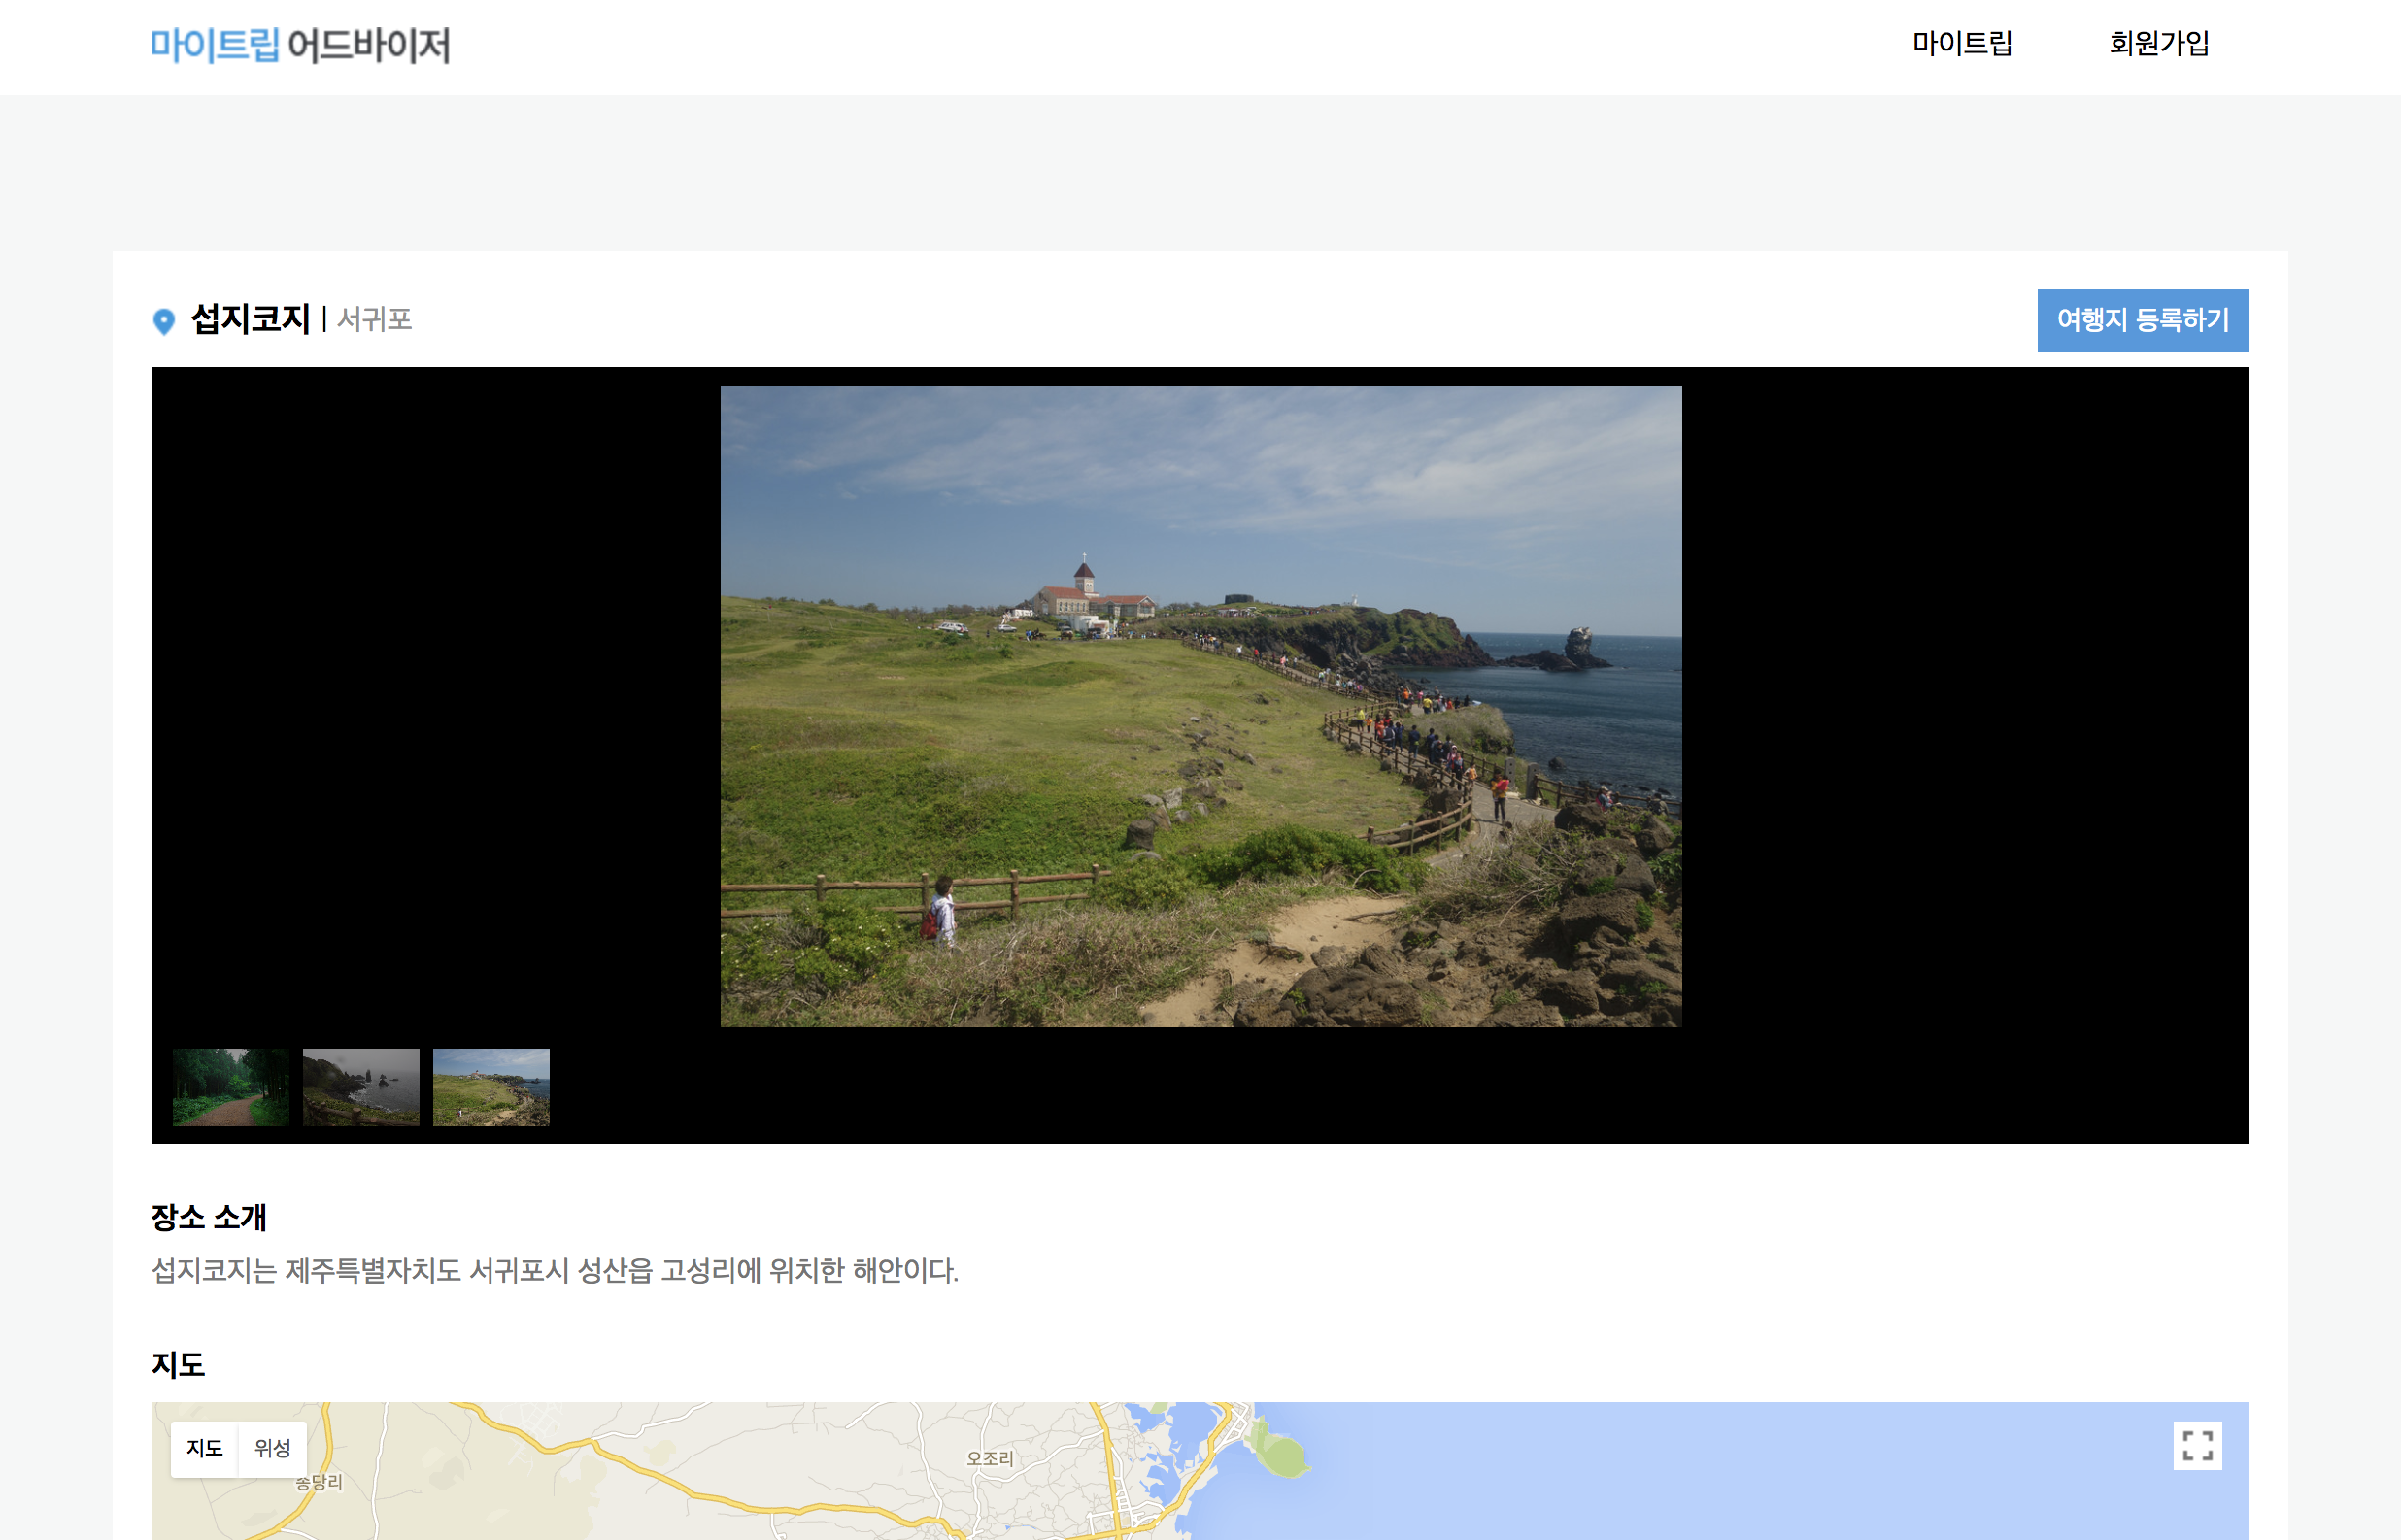 마이트립 어드바이저
마이트립 회원가입
섭지코지 | 서귀포
여행지 등록하기
장소 소개
섭지코지는 제주특별자치도 서귀포시 성산읍 고성리에 위치한 해안이다.
지도
지도 위성
송당리
오조리